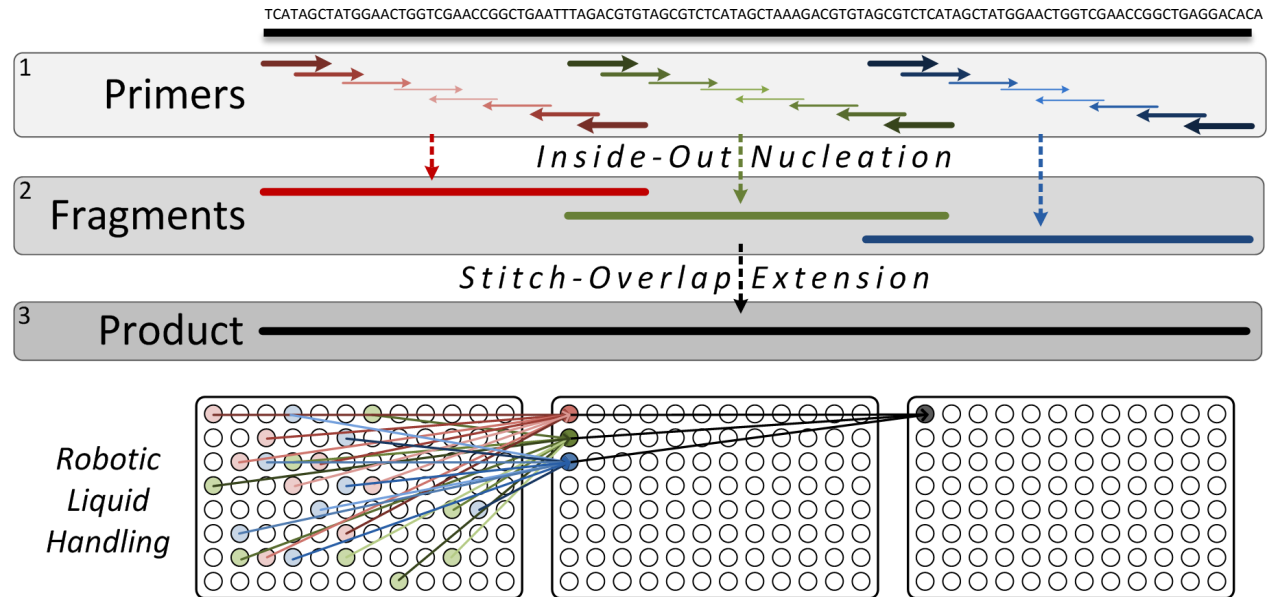 TCATAGCTATGGAACTGGTCGAACCGGCTGAATTTAGACGTGTAGCGTCTCATAGCTAAAGACGTGTAGCGTCTCATAGCTATGGAACTGGTCGAACCGGCTGAGGACACA
1
Primers
Inside-Out Nucleation
2
Fragments
Stitch-Overlap Extension
3
Product
Robotic
Liquid
Handling